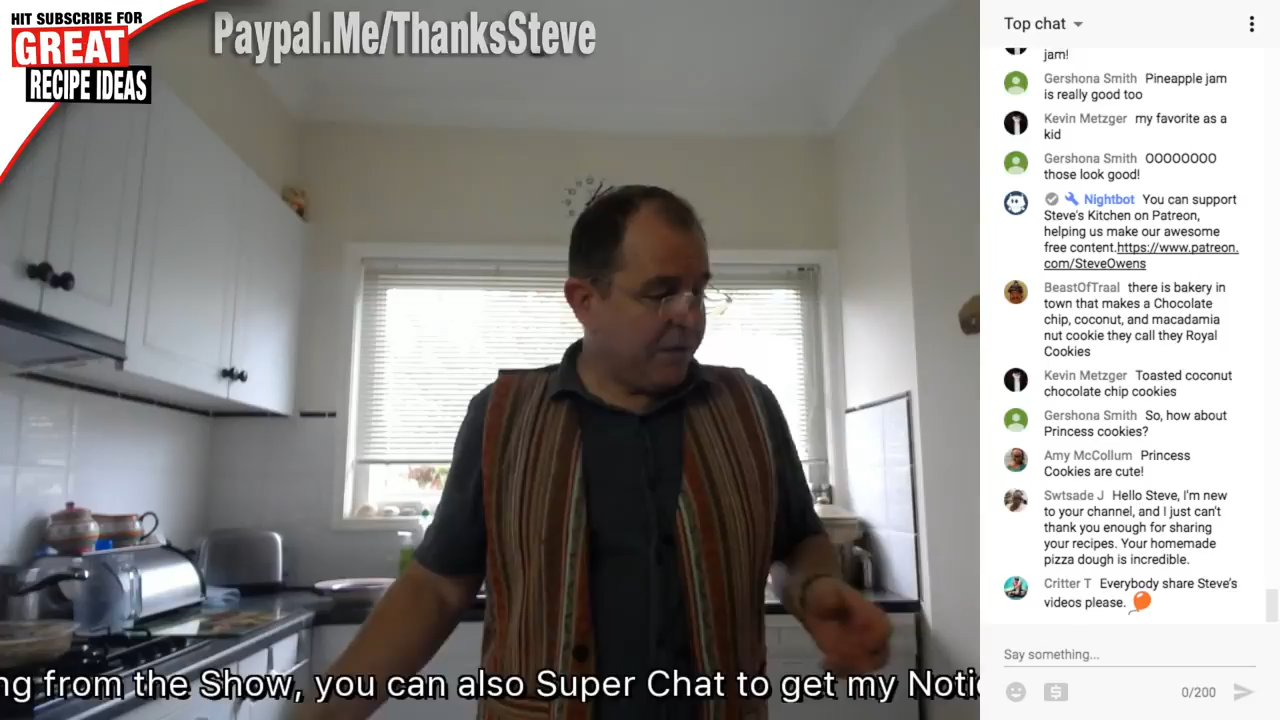 HIT SUBSCRIBE FOR
GREAT
RECIPE IDEAS
Paypal.Me/ThanksSteve
ng from the Show, you can also Super Chat to get my Noti
Top chat
jam!
Gershona Smith Pineapple jam
is really good too
Kevin Metzger my favorite as a
kid
Gershona Smith OOOOOOOO
those look good!
Nightbot You can support
Steve's Kitchen on Patreon,
helping us make our awesome
free content.https://www.patreon.
com/SteveOwens
BeastOfTraal there is bakery in
town that makes a Chocolate
chip, coconut, and macadamia
nut cookie they call they Royal
Cookies
Kevin Metzger Toasted coconut
chocolate chip cookies
Gershona Smith So, how about
Princess cookies?
Amy McCollum Princess
Cookies are cute!
Swtsade J Hello Steve, I'm new
to your channel, and I just can't
thank you enough for sharing
your recipes. Your homemade
pizza dough is incredible.
Critter T Everybody share Steve's
videos please.
Say something...
0/200